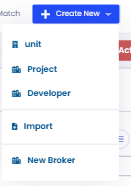 Match
Create New
Act
unit
Project
Developer
Import
New Broker